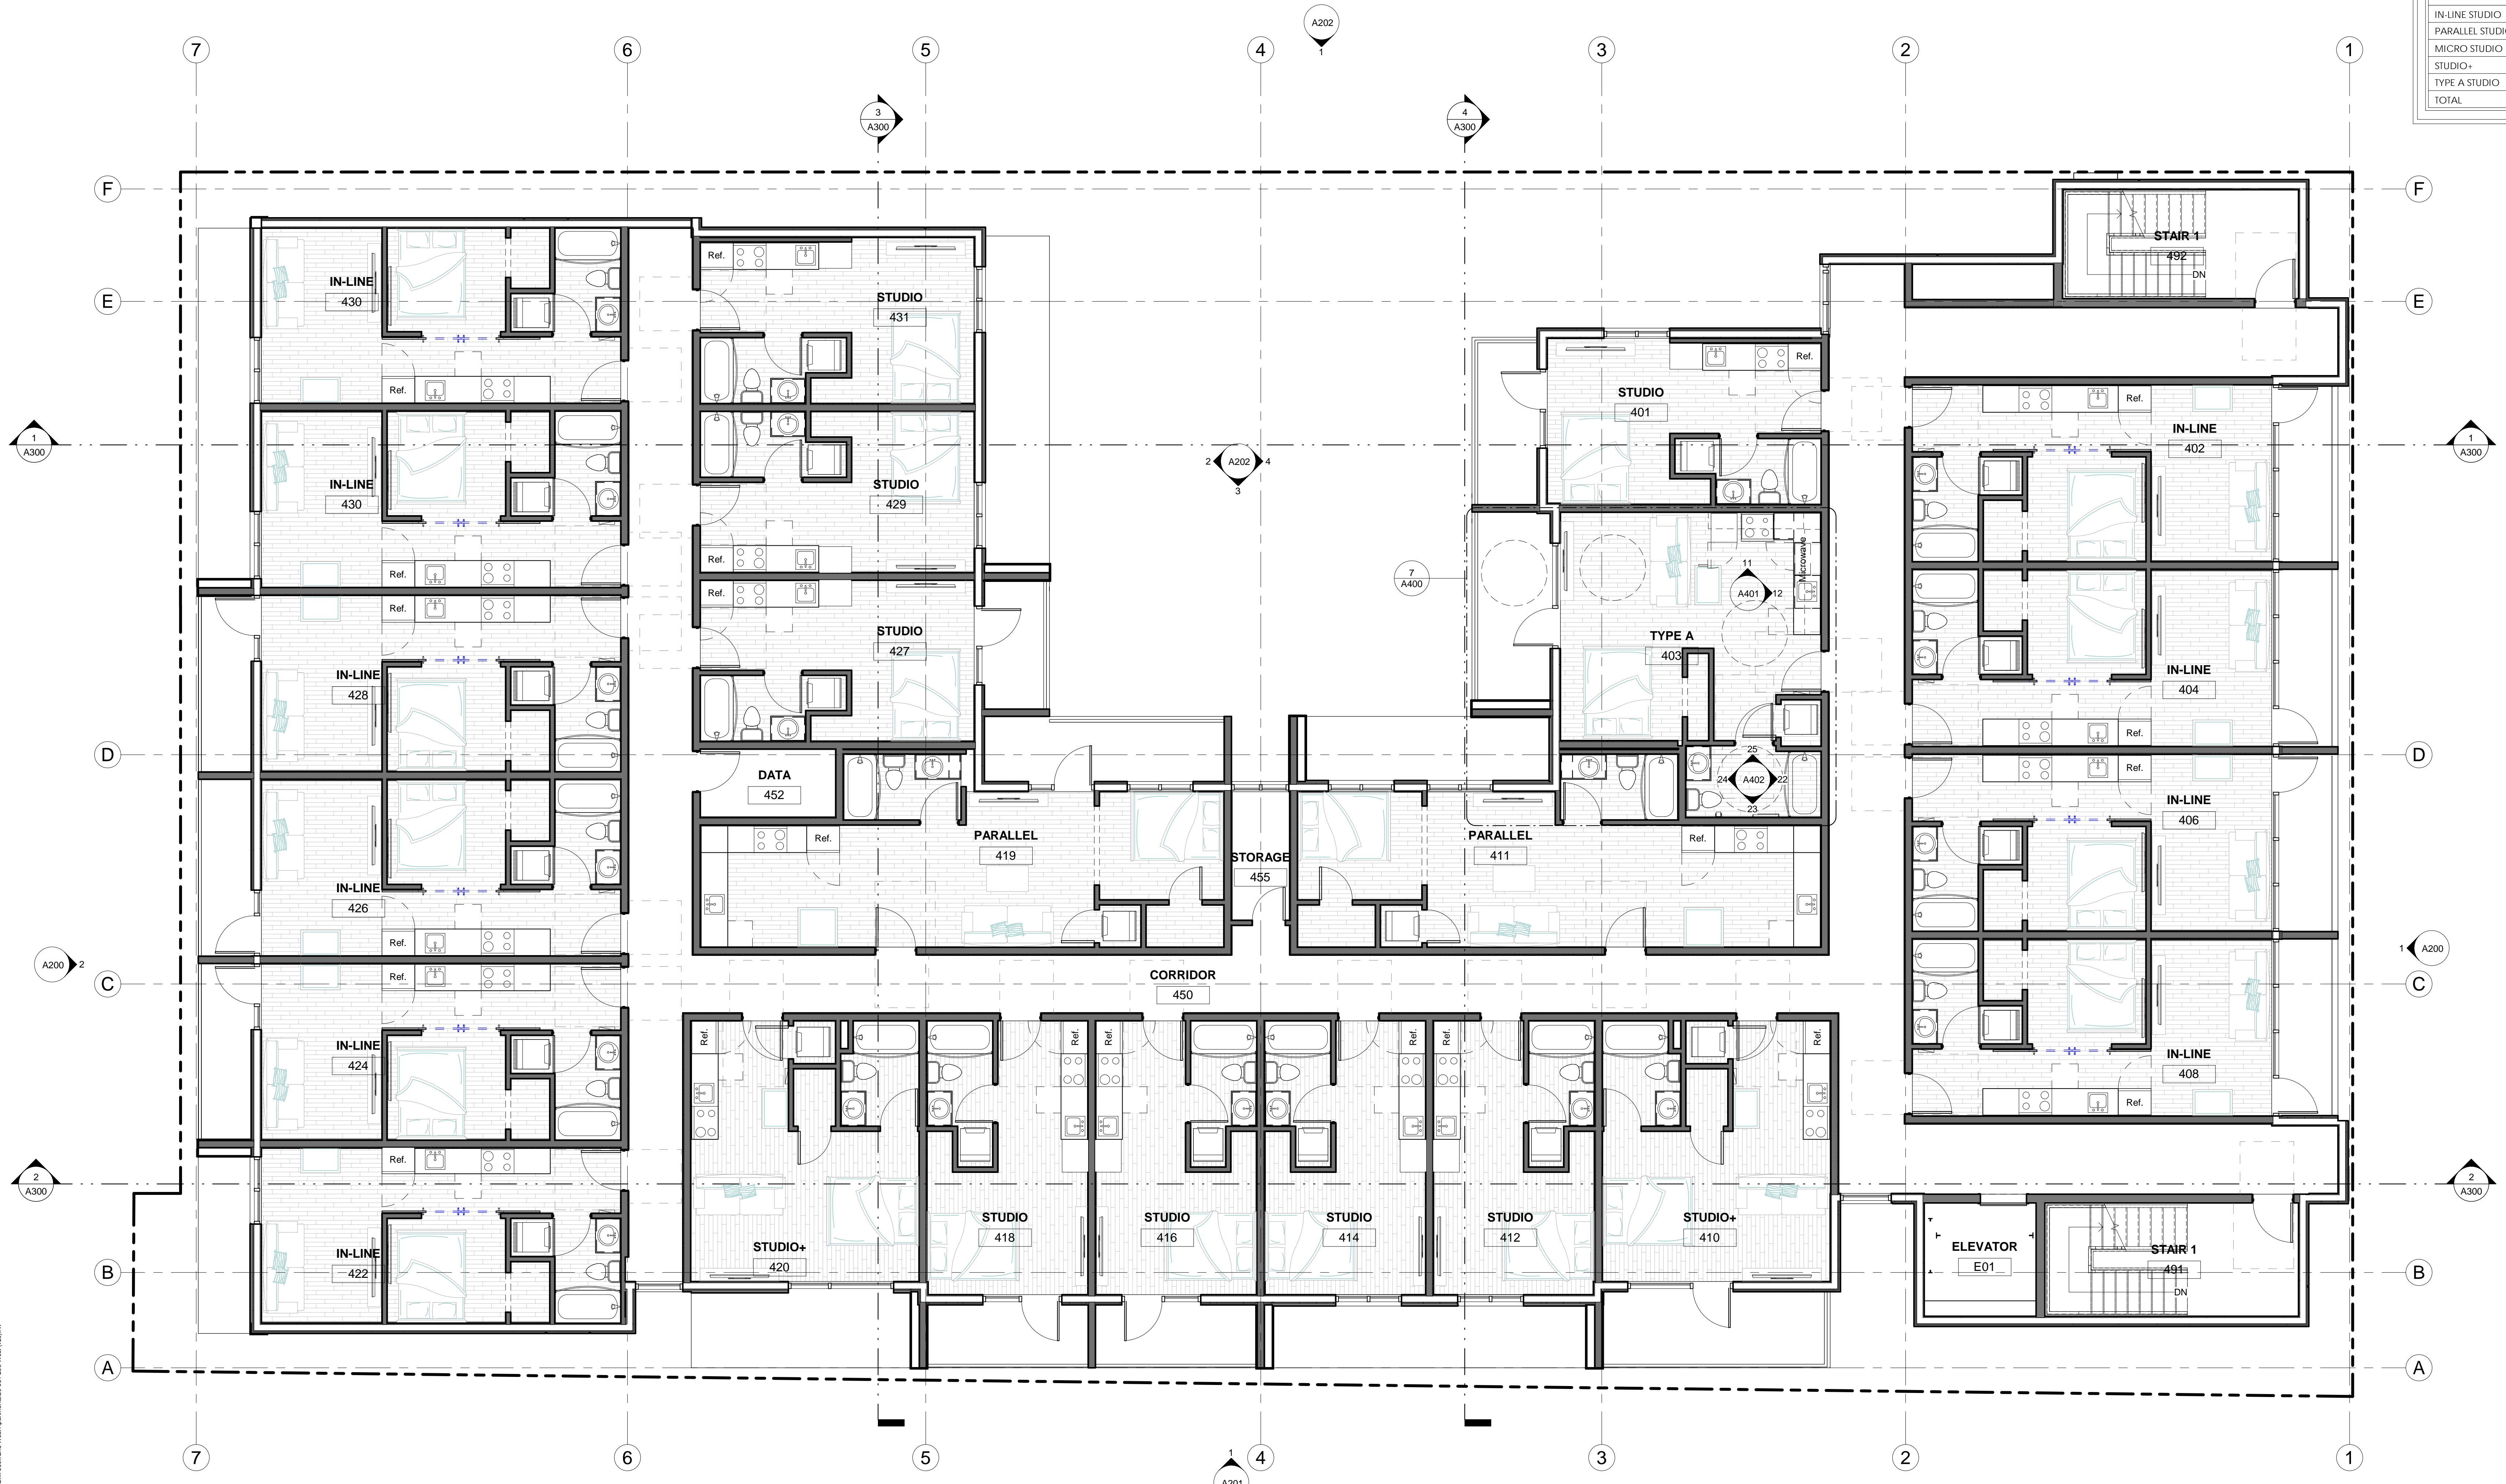 A202
1
IN-LINE STUDIO
PARALLEL STUDI
MICRO STUDIO
STUDIO+
TYPE A STUDIO
TOTAL
7
6
5
4
3
2
1
3
A300
4
A300
F
F
STAIR 1
492
DN
E
E
IN-LINE
430
Ref.
Ref.
STUDIO
431
STUDIO
401
Ref.
Ref.
IN-LINE
402
1
A300
1
A300
2
A202
4
3
IN-LINE
430
Ref.
STUDIO
429
Ref.
7
A400
11
A401
12
Microwave
Ref.
IN-LINE
428
Ref.
STUDIO
427
TYPE A
403
IN-LINE
404
Ref.
D
D
DATA
452
25
24
A402
22
23
Ref.
IN-LINE
406
IN-LINE
426
Ref.
Ref.
PARALLEL
419
STORAGE
455
PARALLEL
411
Ref.
A200
2
1
A200
C
C
CORRIDOR
450
Ref.
IN-LINE
424
Ref.
Ref.
Ref.
Ref.
Ref.
Ref.
IN-LINE
408
Ref.
2
A300
2
A300
Ref.
IN-LINE
422
STUDIO+
420
STUDIO
418
STUDIO
416
STUDIO
414
STUDIO
412
STUDIO+
410
ELEVATOR
E01
STAIR 1
491
DN
B
B
A
A
7
6
5
4
3
2
1
1
A201